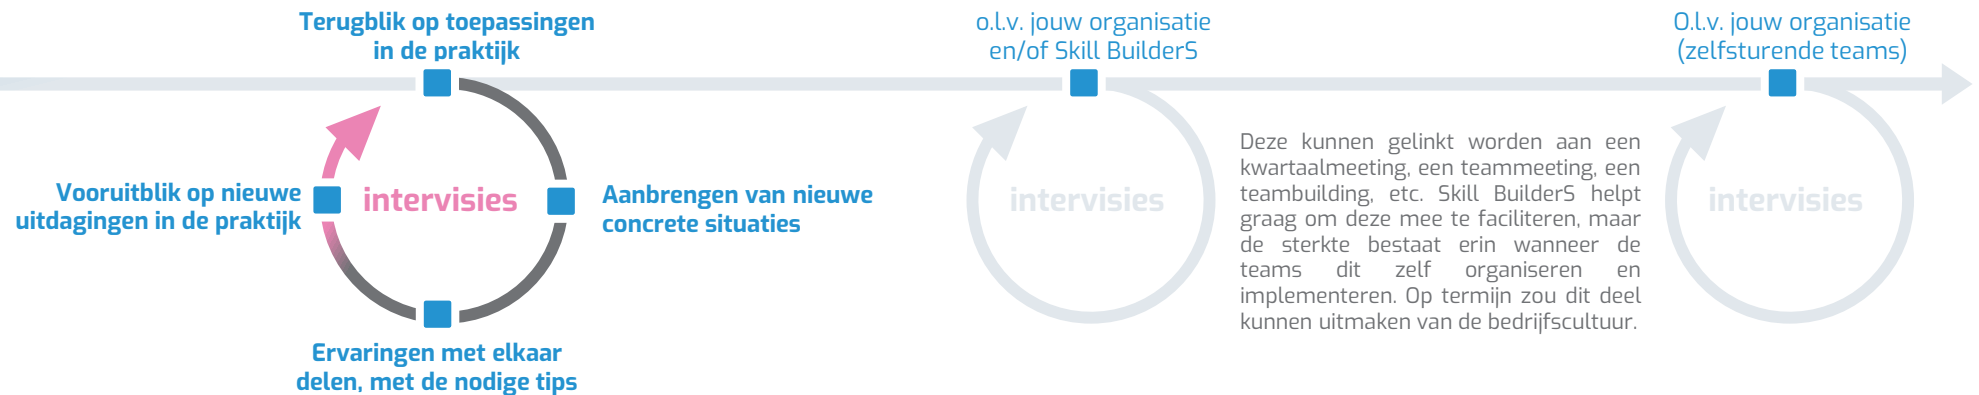 Terugblik op toepassingen
in de praktijk
Vooruitblik op nieuwe
uitdagingen in de praktijk
intervisies
Aanbrengen van nieuwe
concrete situaties
Ervaringen met elkaar
delen, met de nodige tips
o.l.v. jouw organisatie
en/of Skill BuilderS
intervisies
Deze kunnen gelinkt worden aan een
kwartaalmeeting, een teammeeting, een
teambuilding, etc. Skill BuilderS helpt
graag om deze mee te faciliteren, maar
de sterkte bestaat erin wanneer de
teams dit zelf organiseren en
implementeren. Op termijn zou dit deel
kunnen uitmaken van de bedrijfscultuur.
O.l.v. jouw organisatie
(zelfsturende teams)
intervisies